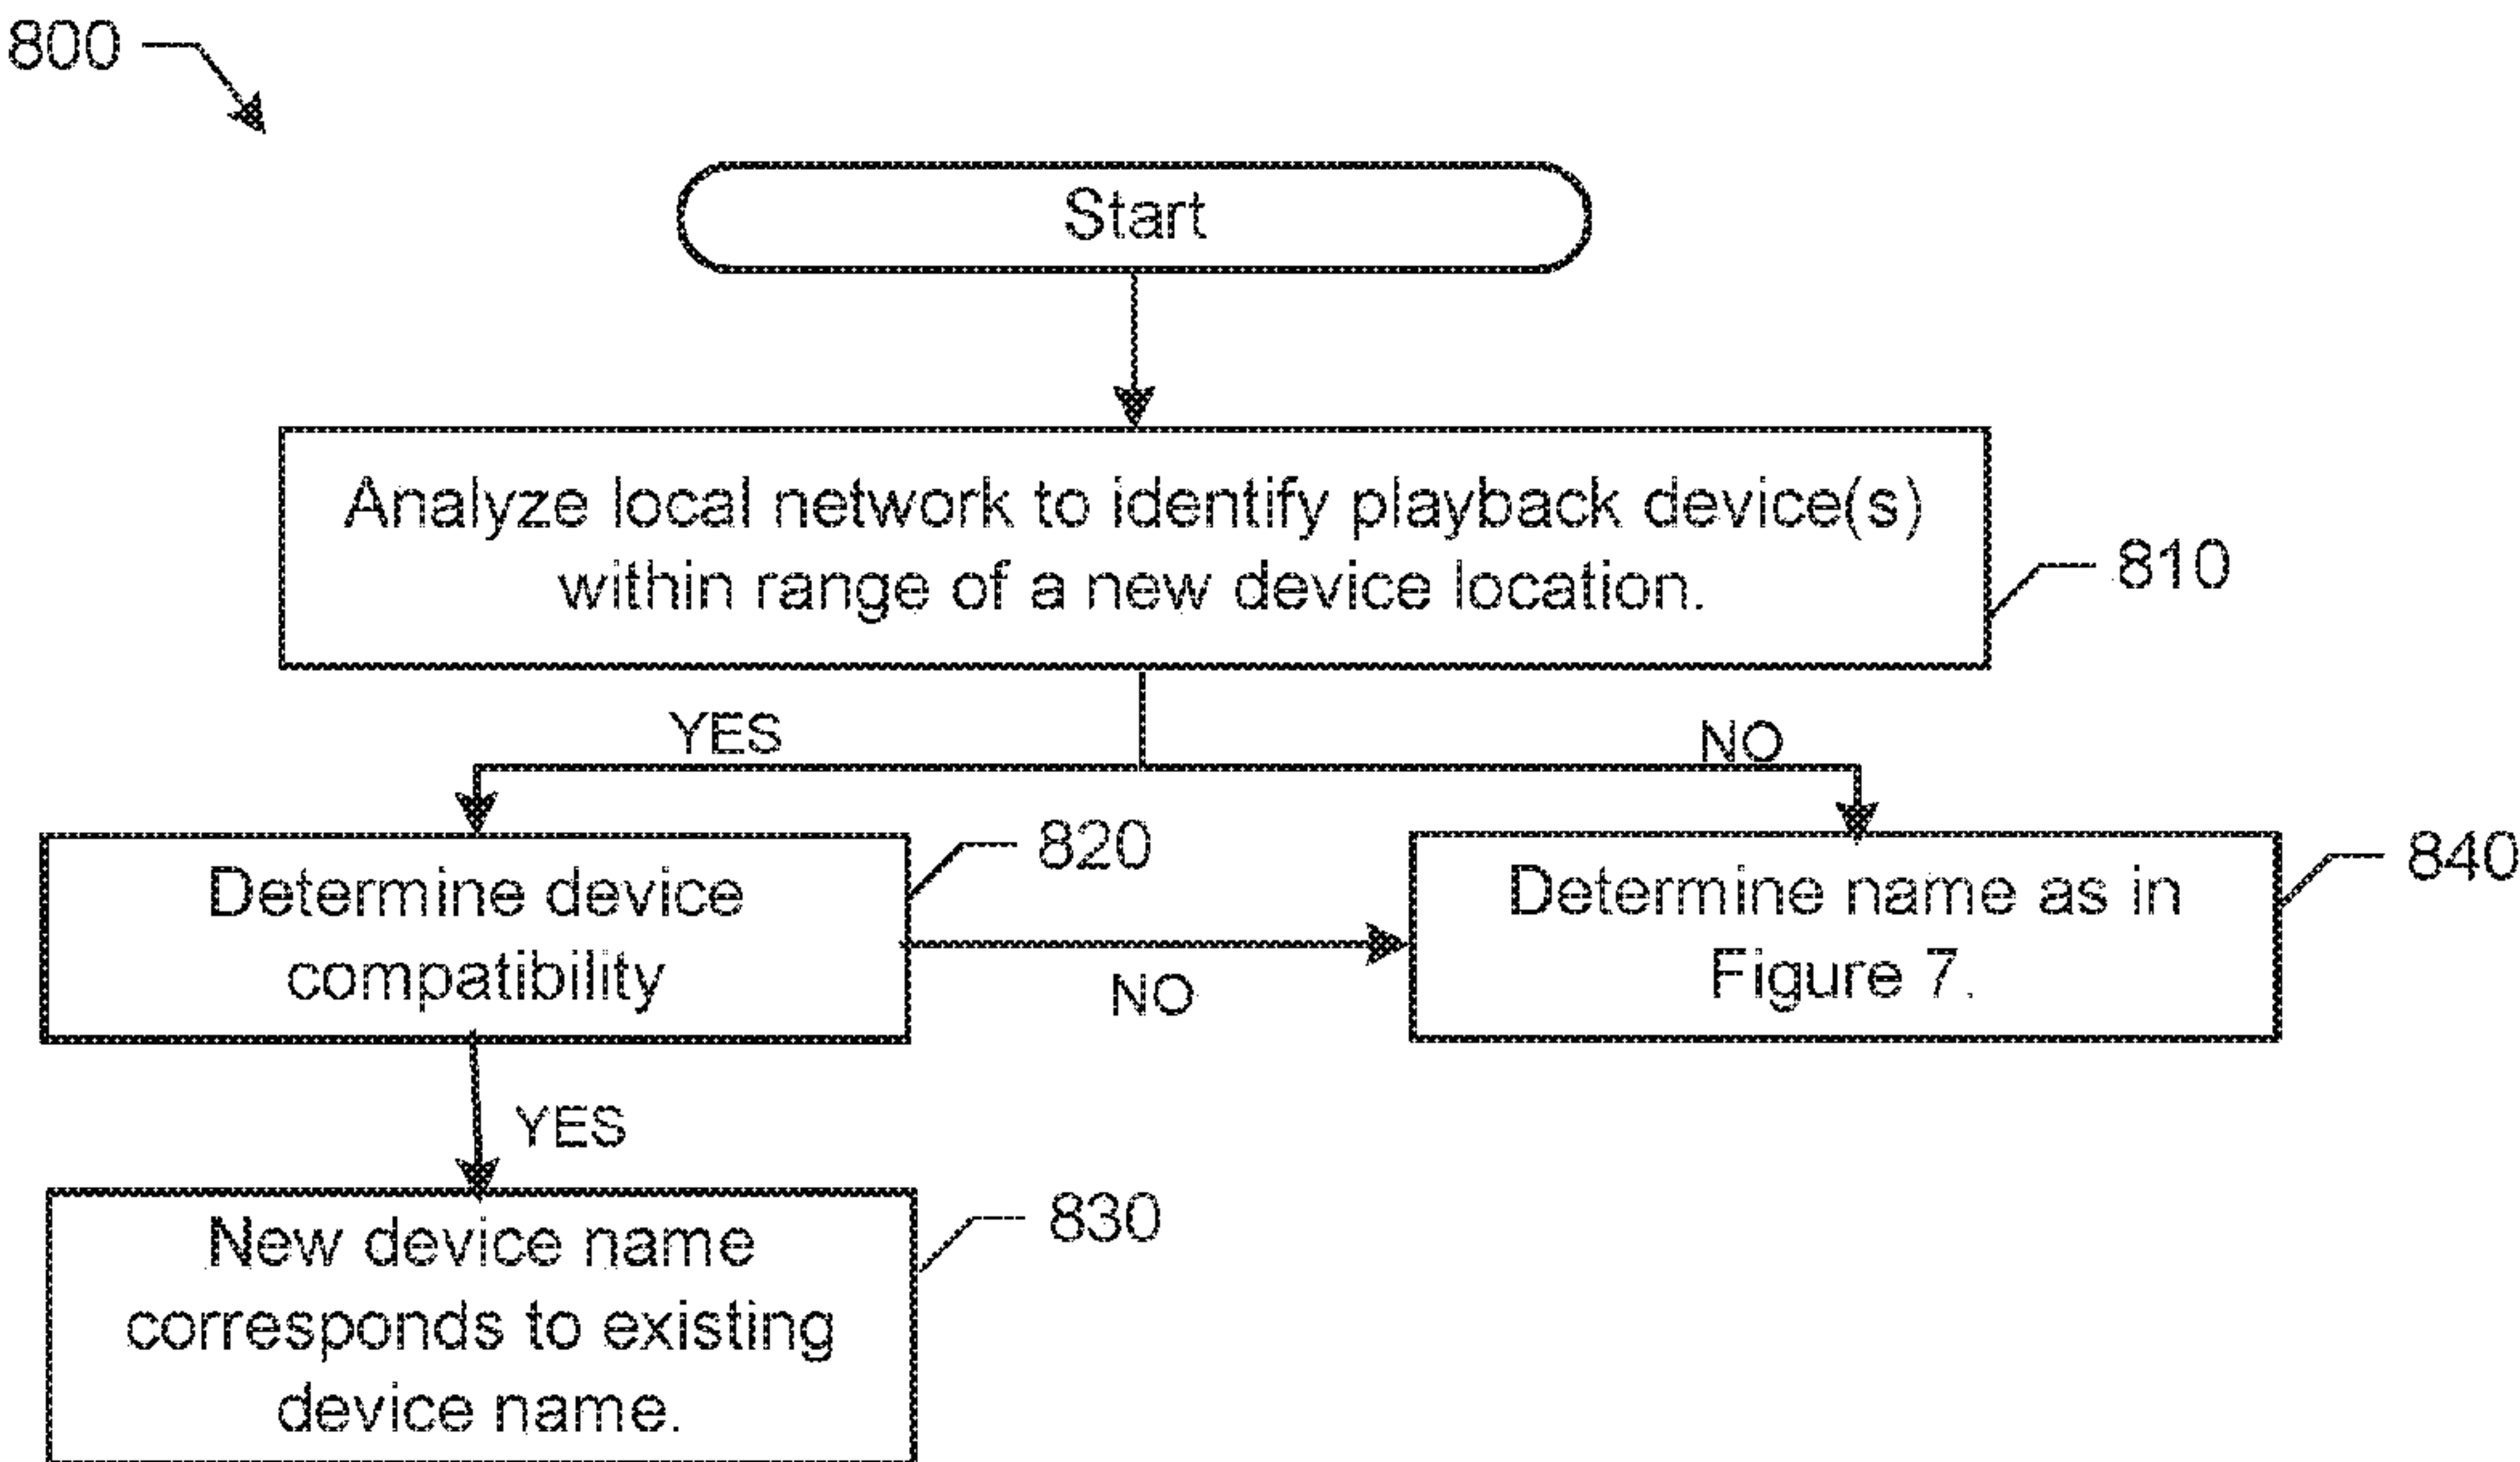 800
Start
Analyze local network to identify playback device(s)
within range of a new device location.
810
YES
NO
Determine device
compatibility
820
NO
Determine name as in
Figure 7.
840
YES
New device name
corresponds to existing
device name.
830